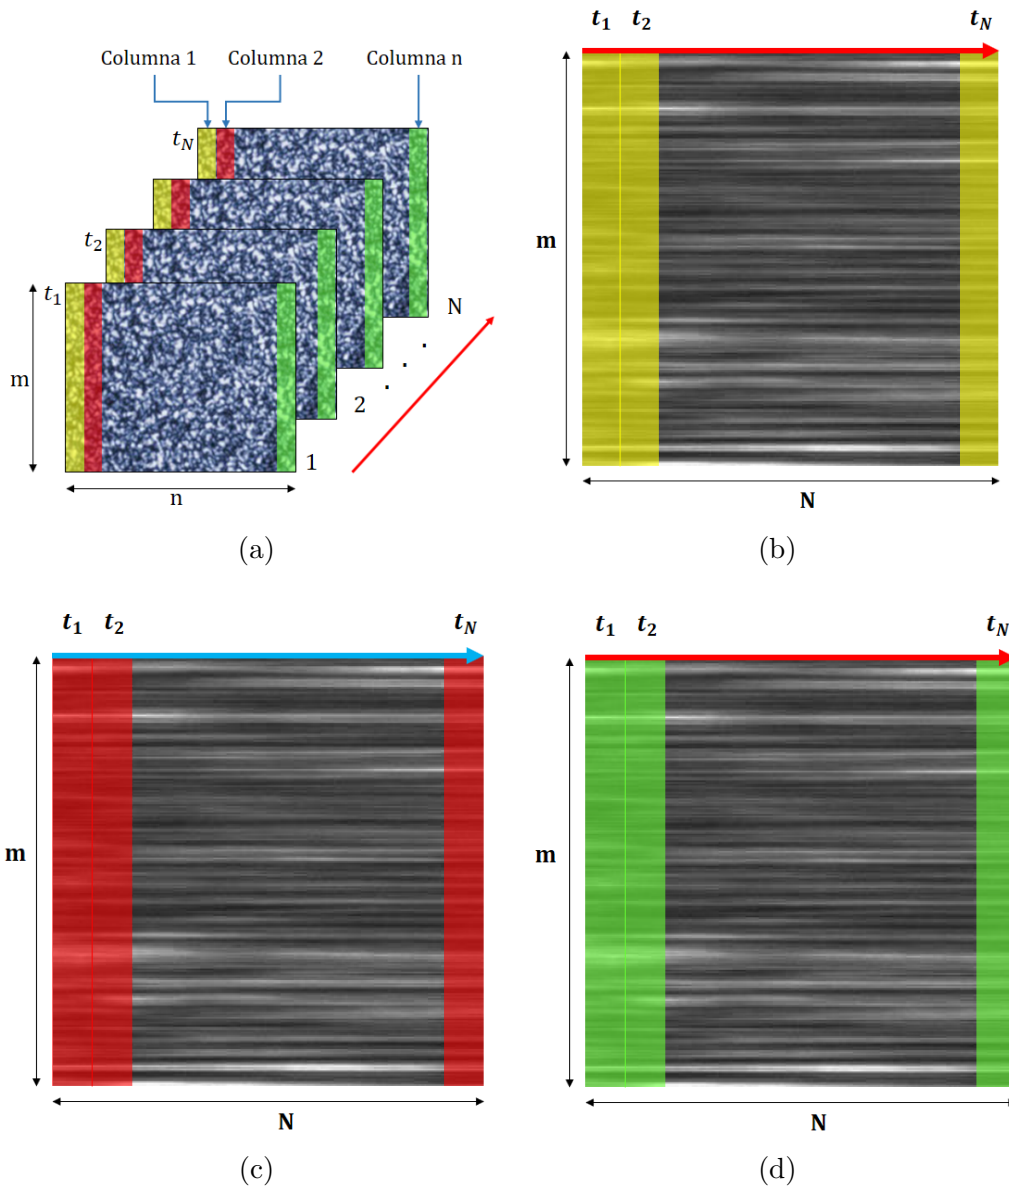 Columna 1 Columna 2 Columna n
t_N
t_2
t_1
m
n
1
2
N
(a)
t_1 t_2 t_N
m
N
(b)
t_1 t_2 t_N
m
N
(c)
t_1 t_2 t_N
m
N
(d)